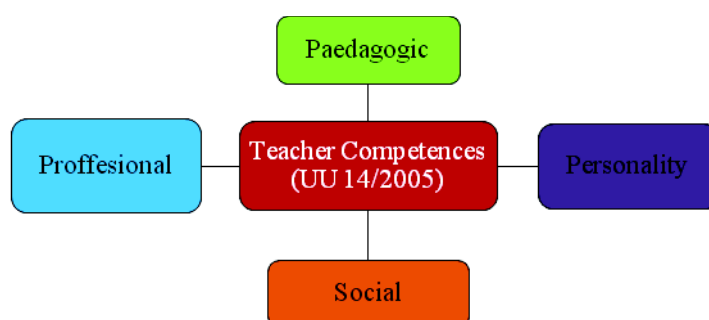 Paedagogic
Proffesional
Teacher Competences
(UU 14/2005)
Personality
Social